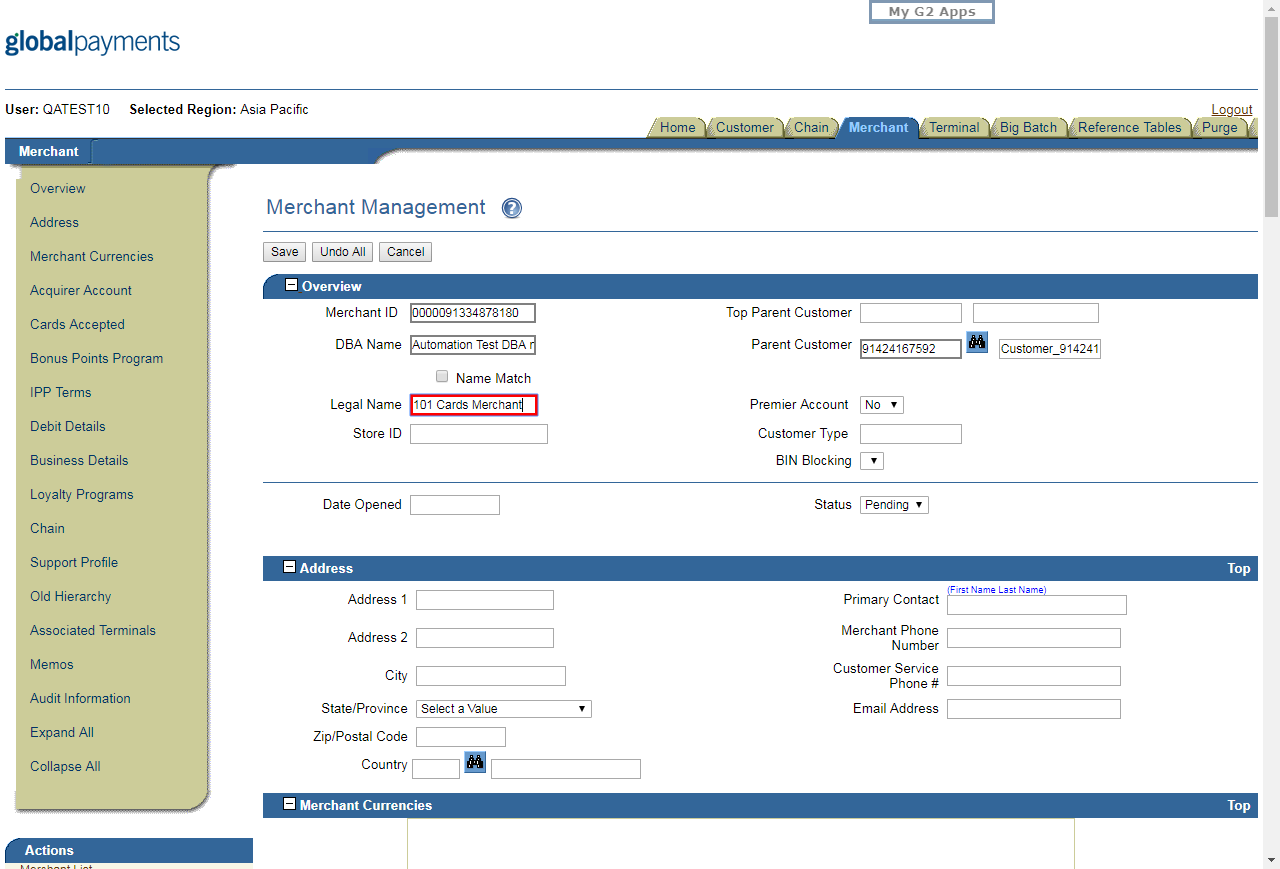 My G2 Apps
globalpayments
User: QATEST10 Selected Region: Asia Pacific
Logout
Home Customer Chain Merchant Terminal Big Batch Reference Tables Purge
Merchant
Overview
Address
Merchant Currencies
Acquirer Account
Cards Accepted
Bonus Points Program
IPP Terms
Debit Details
Business Details
Loyalty Programs
Chain
Support Profile
Old Hierarchy
Associated Terminals
Memos
Audit Information
Expand All
Collapse All
Actions
Merchant List
Merchant Management ?
Save Undo All Cancel
Overview
Merchant ID 0000091334878180 Top Parent Customer
DBA Name Automation Test DBA Parent Customer 91424167592 Customer_914241
Name Match
Legal Name 101 Cards Merchant Premier Account No
Store ID Customer Type
BIN Blocking
Date Opened Status Pending
Address Top
(First Name Last Name)
Address 1 Primary Contact
Address 2 Merchant Phone Number
City Customer Service Phone #
State/Province Select a Value Email Address
Zip/Postal Code
Country
Merchant Currencies Top